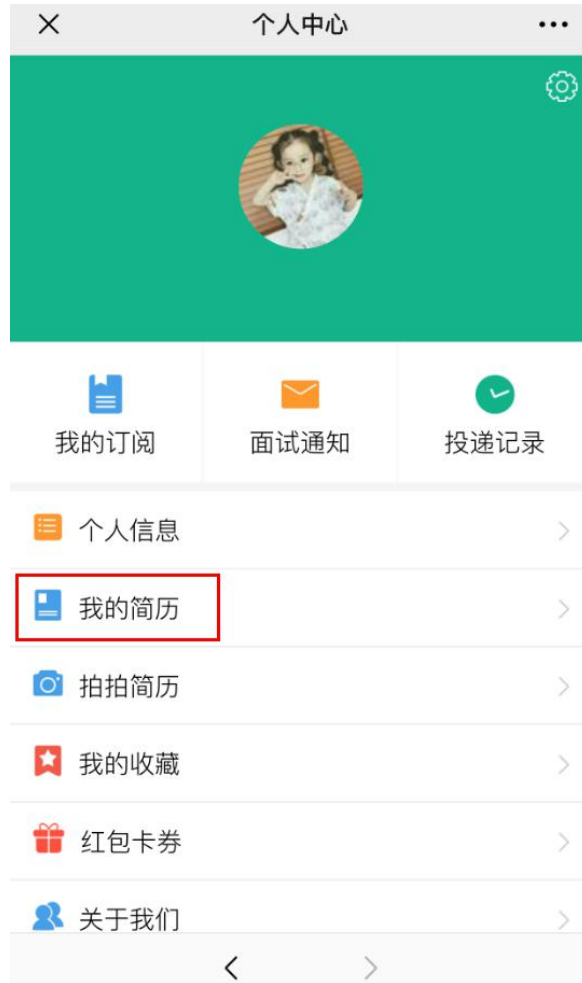 个人中心
我的订阅 面试通知 投递记录
个人信息
我的简历
拍拍简历
我的收藏
红包卡券
关于我们